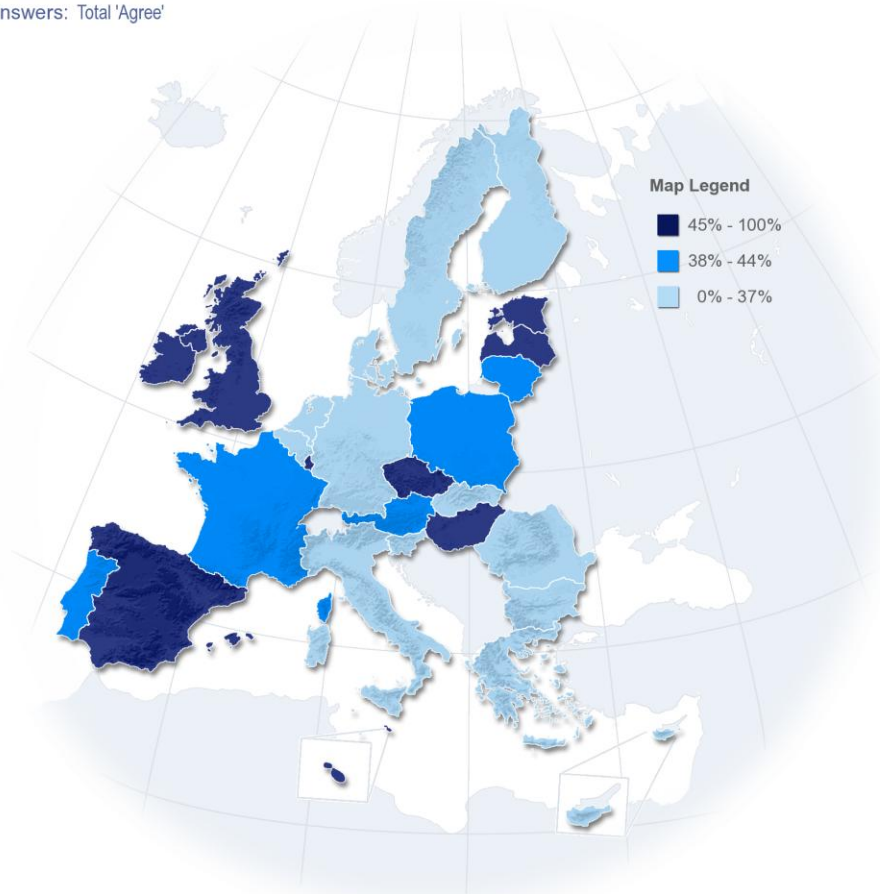 nswers: Total 'Agree'
Map Legend
45% - 100%
38% - 44%
0% - 37%